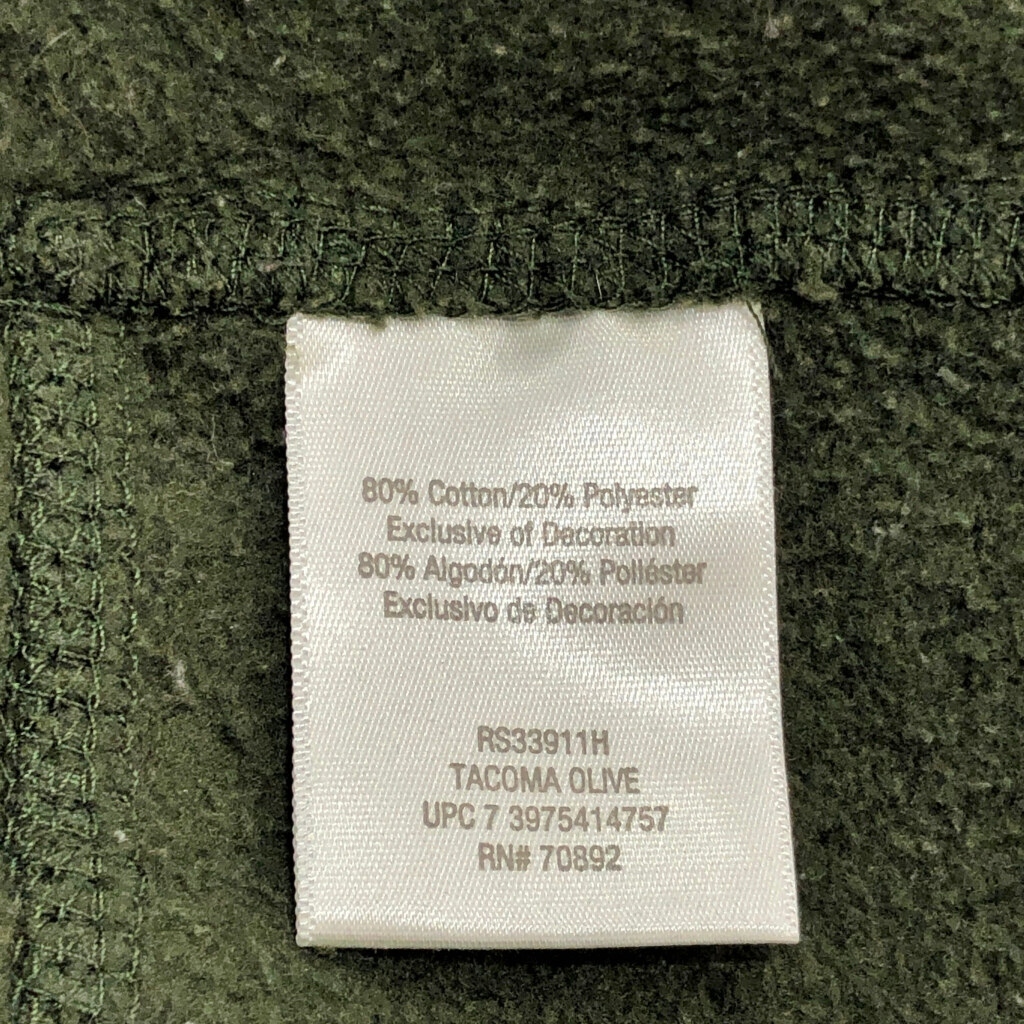 80% Cotton/20% Polyester
Exclusive of Decoration
80% Algodón/20% Poliéster
Exclusivo de Decoración
RS33911H
TACOMA OLIVE
UPC 7 3975414757
RN# 70892